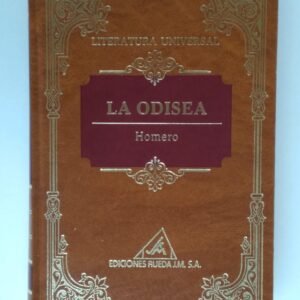 LITERATURA UNIVERSAL
LA ODISEA
Homero
EDICIONES RUEDA J.M. S.A.